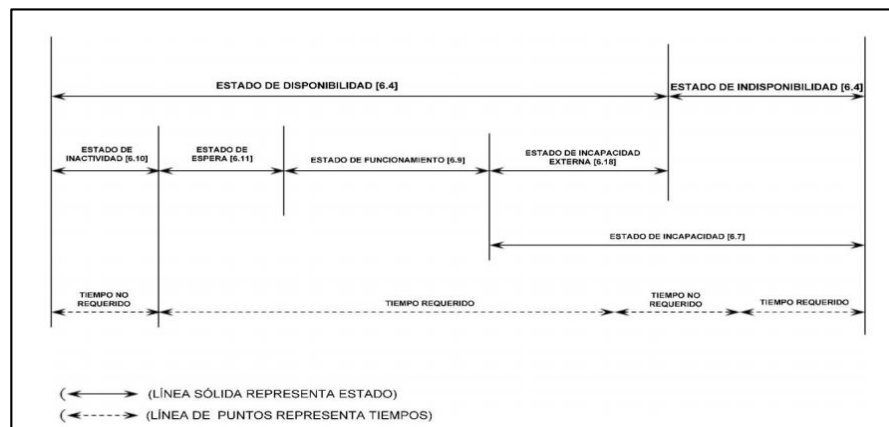 ESTADO DE DISPONIBILIDAD [6.4]
ESTADO DE INDISPONIBILIDAD [6.4]
ESTADO DE
INACTIVIDAD [6.10]
ESTADO DE
ESPERA [6.11]
ESTADO DE FUNCIONAMIENTO [6.9]
ESTADO DE INCAPACIDAD
EXTERNA [6.18]
ESTADO DE INCAPACIDAD [6.7]
TIEMPO NO
REQUERIDO
TIEMPO REQUERIDO
TIEMPO NO
REQUERIDO
TIEMPO REQUERIDO
(LÍNEA SÓLIDA REPRESENTA ESTADO)
(LÍNEA DE PUNTOS REPRESENTA TIEMPOS)